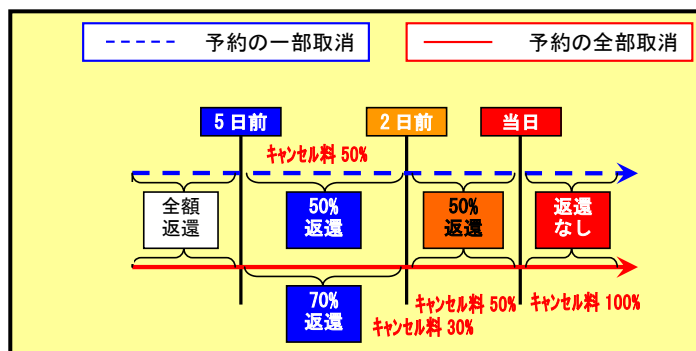 予約の一部取消
予約の全部取消
5日前
2日前
当日
キャンセル料 50%
全額
返還
50%
返還
50%
返還
返還
なし
70%
返還
キャンセル料 30%
キャンセル料 50%
キャンセル料 100%